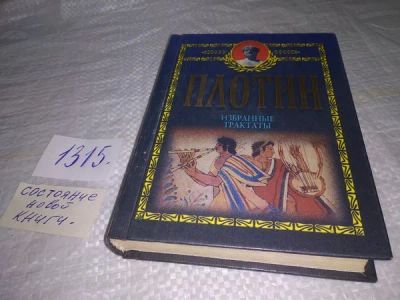 ПЛОТИН
ИЗБРАННЫЕ
ТРАКТАТЫ
1315.
состояние
новой
книги.